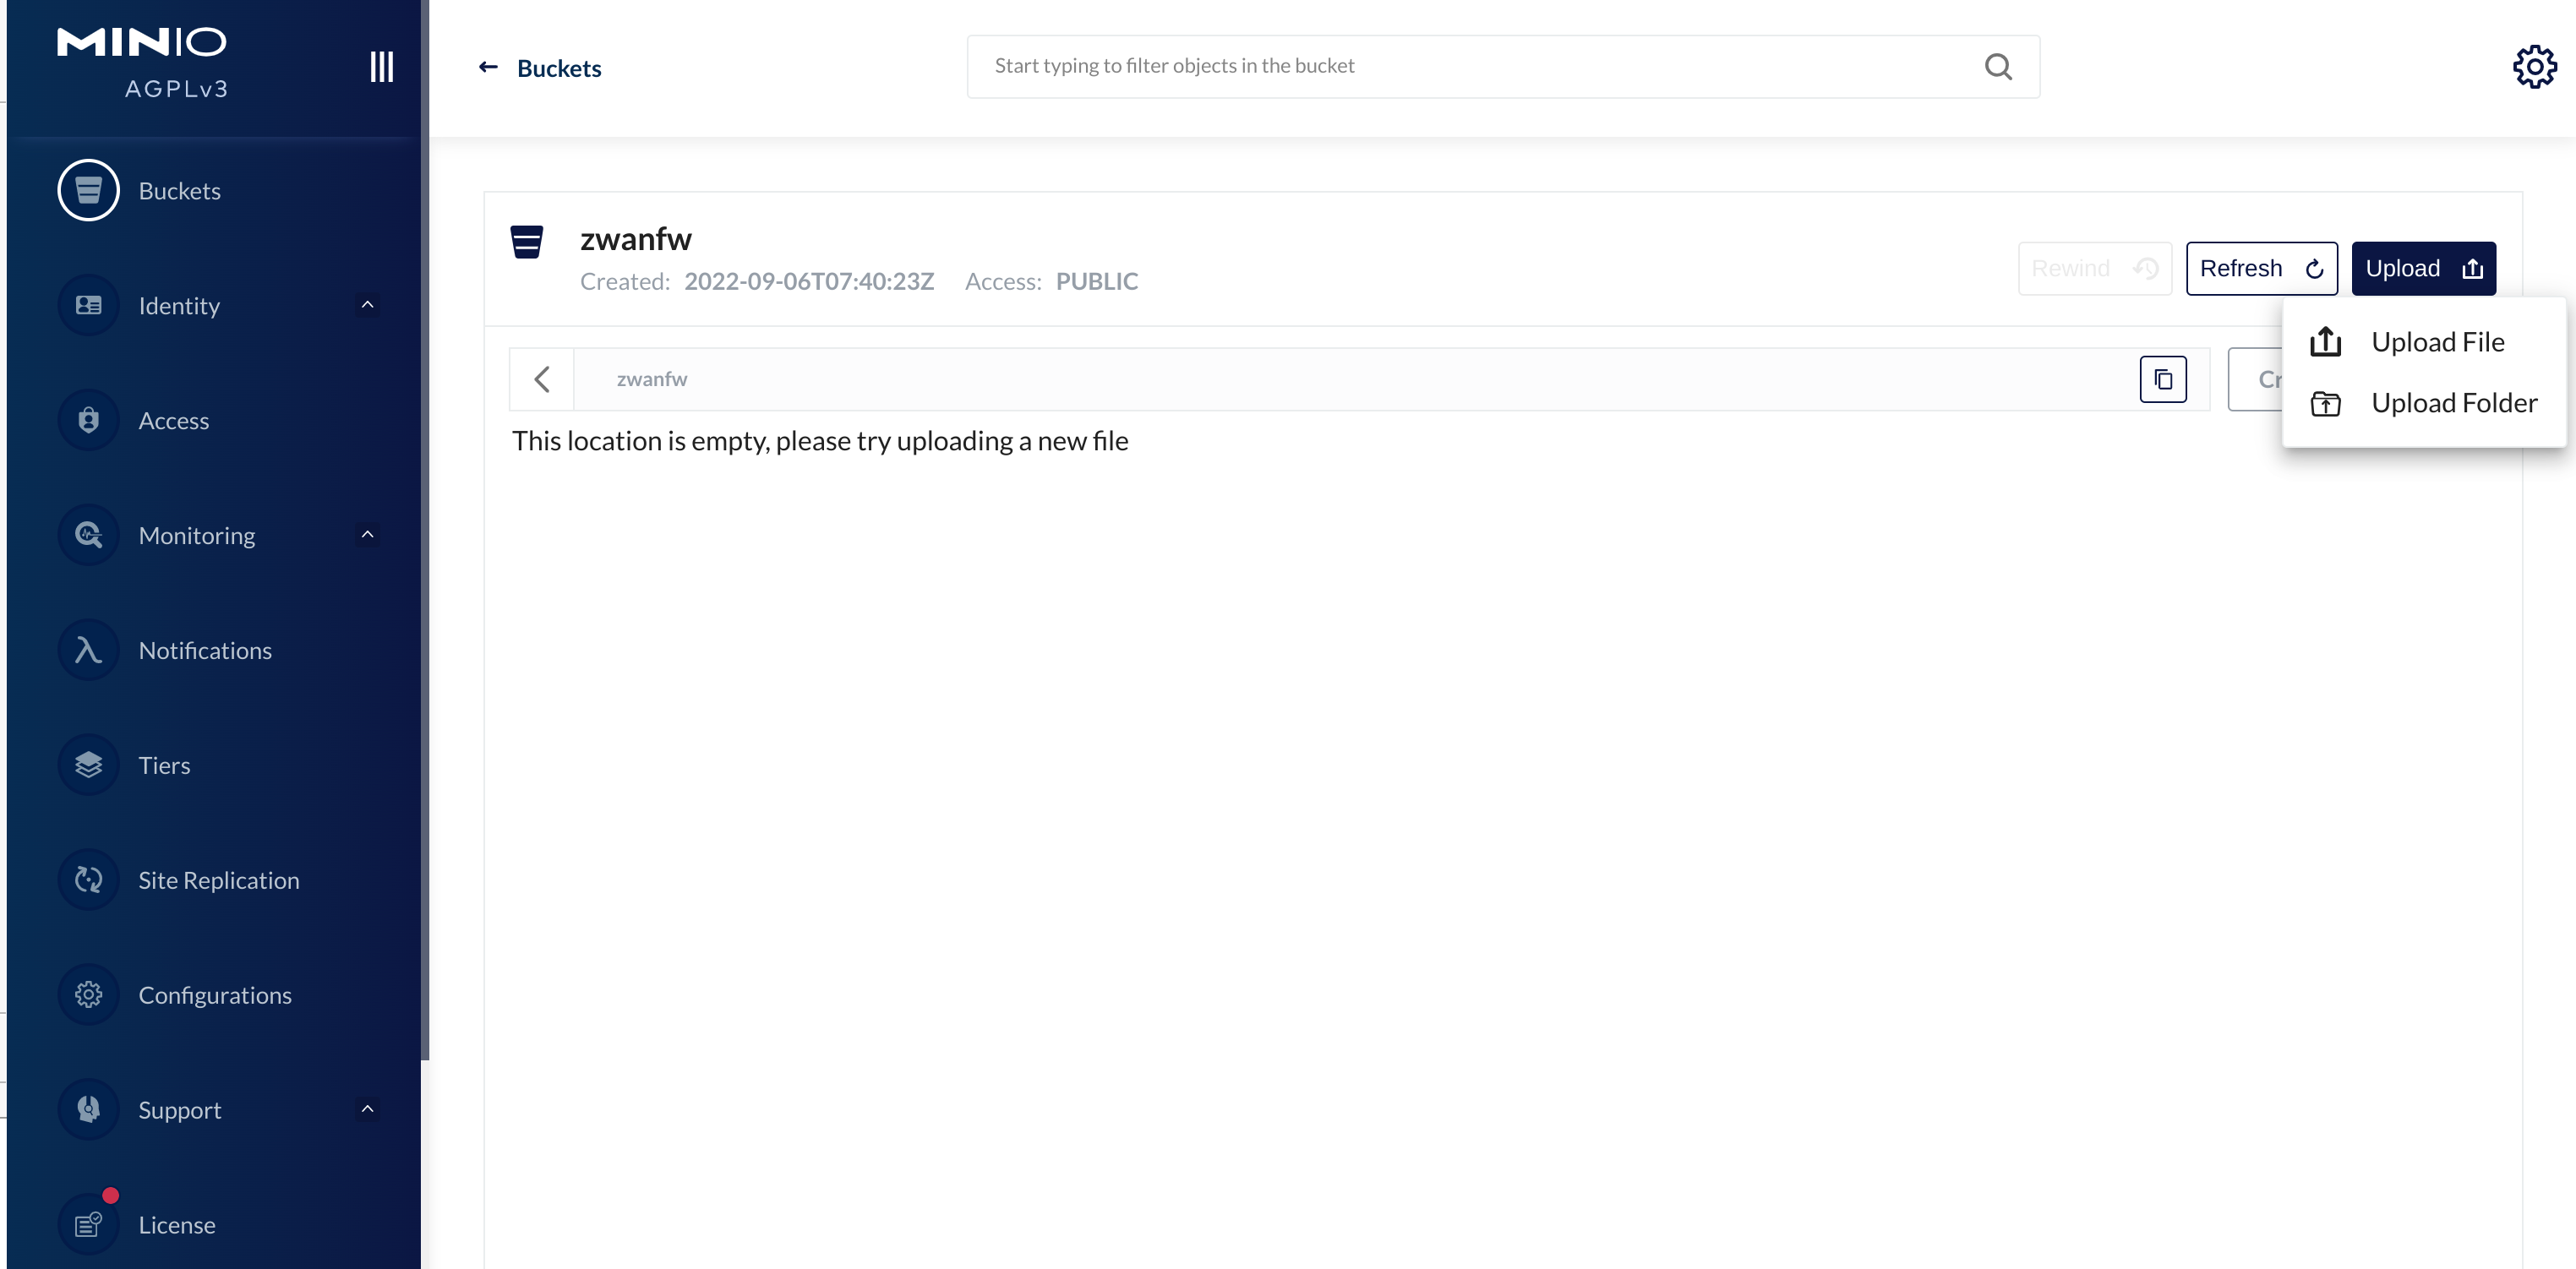 MINIO
AGPLv3
Buckets
Identity
Access
Monitoring
Notifications
Tiers
Site Replication
Configurations
Support
License
Buckets
Start typing to filter objects in the bucket
zwanfw
Created: 2022-09-06T07:40:23Z Access: PUBLIC
Rewind
Refresh
Upload
Upload File
Upload Folder
zwanfw
Cr
This location is empty, please try uploading a new file